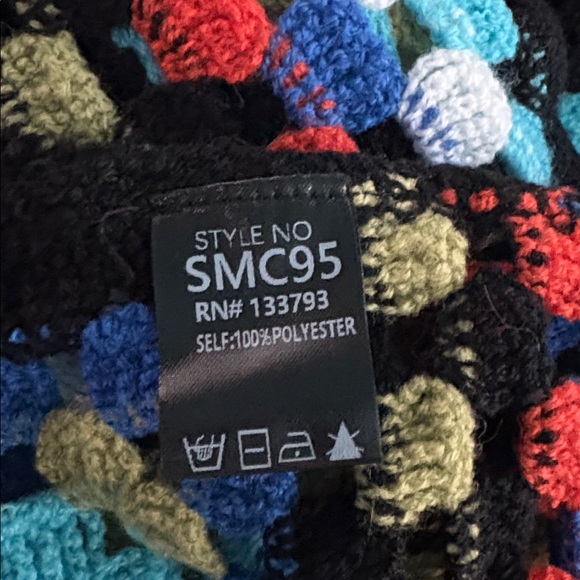 STYLE NO
SMC95
RN# 133793
SELF:100%POLYESTER